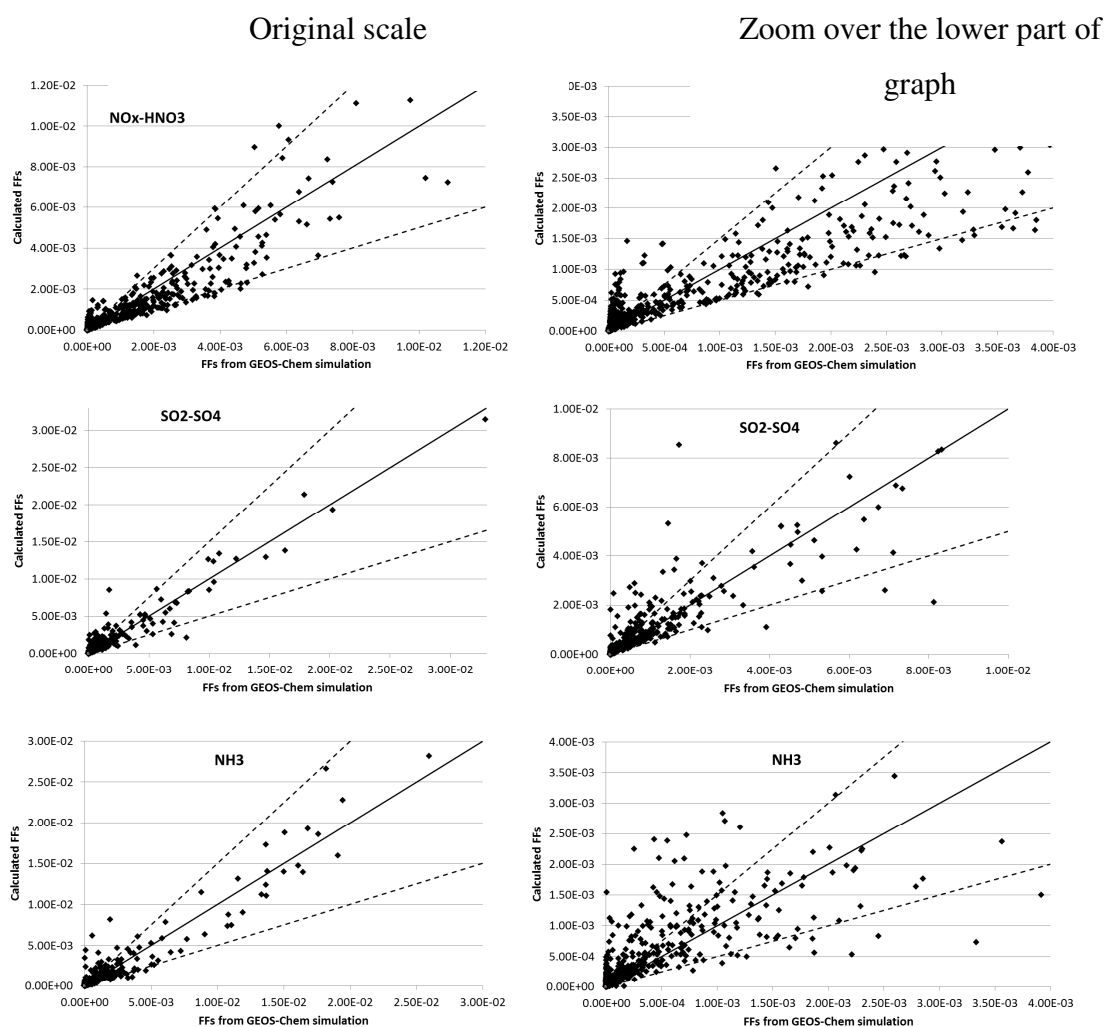 Original scale
Zoom over the lower part of
graph
1.20E-02
1.00E-02
8.00E-03
6.00E-03
4.00E-03
2.00E-03
0.00E+00
Calculated FFs
NOx-HNO3
0.00E+00 2.00E-03 4.00E-03 6.00E-03 8.00E-03 1.00E-02 1.20E-02
FFs from GEOS-Chem simulation
0E-03
3.00E-03
2.50E-03
2.00E-03
1.50E-03
1.00E-03
5.00E-04
0.00E+00
Calculated FFs
0.00E+00 5.00E-04 1.00E-03 1.50E-03 2.00E-03 2.50E-03 3.00E-03 3.50E-03 4.00E-03
FFs from GEOS-Chem simulation
3.00E-02
2.50E-02
2.00E-02
1.50E-02
1.00E-02
5.00E-03
0.00E+00
Calculated FFs
SO2-SO4
0.00E+00 5.00E-03 1.00E-02 1.50E-02 2.00E-02 2.50E-02 3.00E-02
FFs from GEOS-Chem simulation
1.00E-02
8.00E-03
6.00E-03
4.00E-03
2.00E-03
0.00E+00
Calculated FFs
SO2-SO4
0.00E+00 2.00E-03 4.00E-03 6.00E-03 8.00E-03 1.00E-02
FFs from GEOS-Chem simulation
3.00E-02
2.50E-02
2.00E-02
1.50E-02
1.00E-02
5.00E-03
0.00E+00
Calculated FFs
NH3
0.00E+00 5.00E-03 1.00E-02 1.50E-02 2.00E-02 2.50E-02 3.00E-02
FFs from GEOS-Chem simulation
4.00E-03
3.50E-03
3.00E-03
2.50E-03
2.00E-03
1.50E-03
1.00E-03
5.00E-04
0.00E+00
Calculated FFs
NH3
0.00E+00 5.00E-04 1.00E-03 1.50E-03 2.00E-03 2.50E-03 3.00E-03 3.50E-03 4.00E-03
FFs from GEOS-Chem simulation